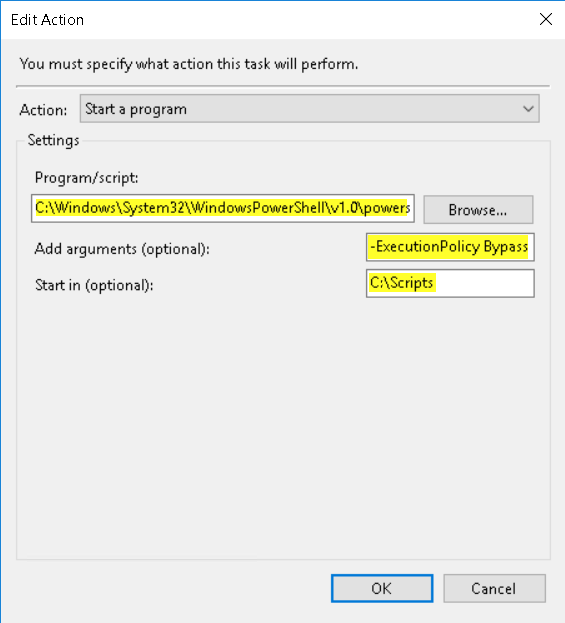 Edit Action
You must specify what action this task will perform.
Action: Start a program
Settings
Program/script:
C:\Windows\System32\WindowsPowerShell\v1.0\powers
Browse...
Add arguments (optional): -ExecutionPolicy Bypass
Start in (optional): C:\Scripts
OK Cancel